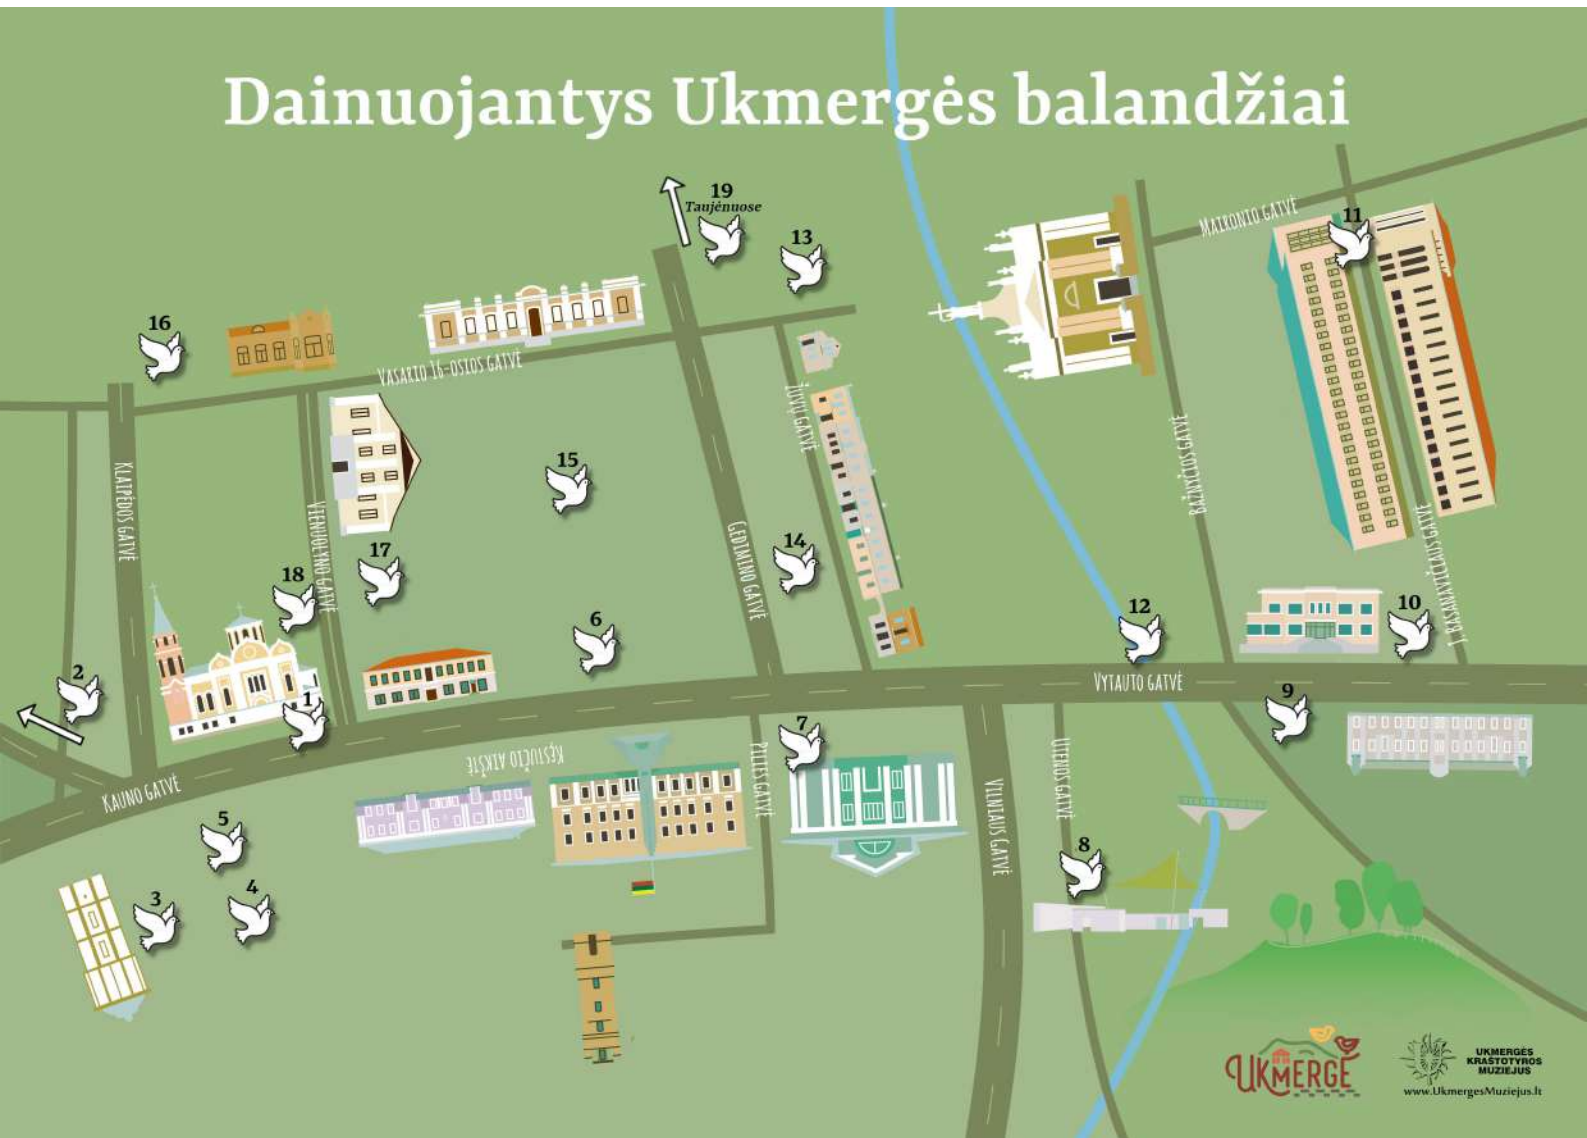 Dainuojantys Ukmergės balandžiai
19
Taujėnuose
13
11
MAIRONIO GATVĖ
16
VASARIO 16-OSIOS GATVĖ
ŽUVŲ GATVĖ
BAŽNYČIOS GATVĖ
KLAIPĖDOS GATVĖ
15
VIENUOLYNO GATVĖ
17
18
GEDIMINO GATVĖ
14
6
12
10
J. BASANAVIČIAUS GATVĖ
2
1
VYTAUTO GATVĖ
9
7
KĘSTUČIO AIKŠTĖ
PILIES GATVĖ
UTENOS GATVĖ
VILNIAUS GATVĖ
KAUNO GATVĖ
5
8
3
4
UKMERGĖ
UKMERGĖS
KRAŠTOTYROS
MUZIEJUS
www.UkmergesMuziejus.lt